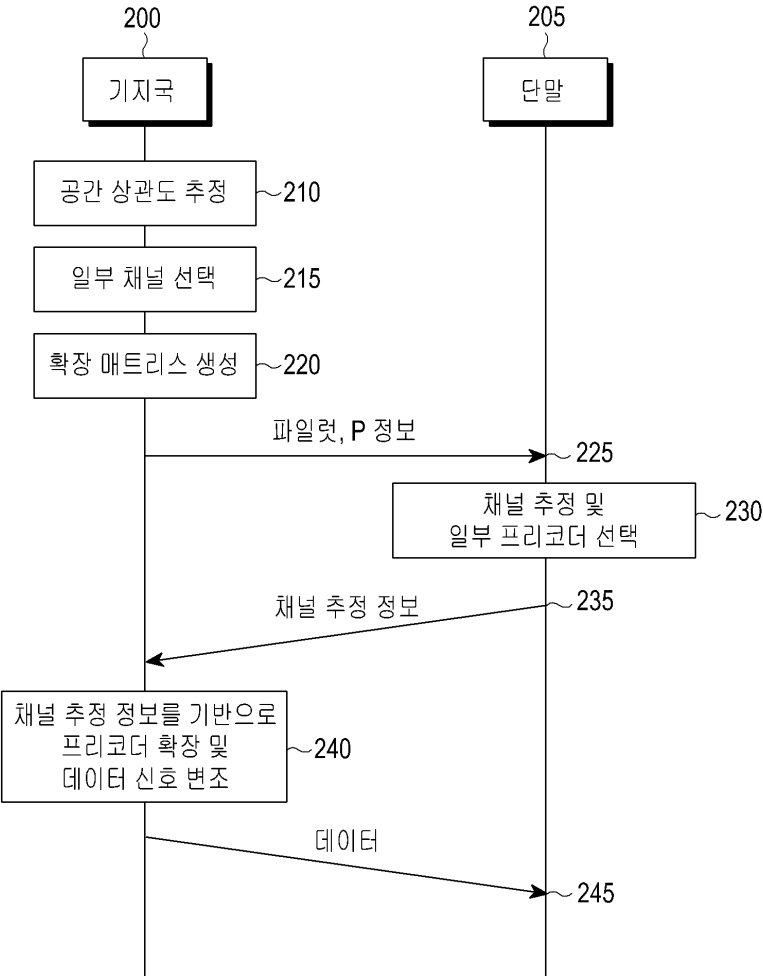 200
205
기지국
단말
공간 상관도 추정
210
일부 채널 선택
215
확장 매트리스 생성
220
파일럿, P 정보
225
채널 추정 및
일부 프리코더 선택
230
채널 추정 정보
235
채널 추정 정보를 기반으로
프리코더 확장 및
데이터 신호 변조
240
데이터
245